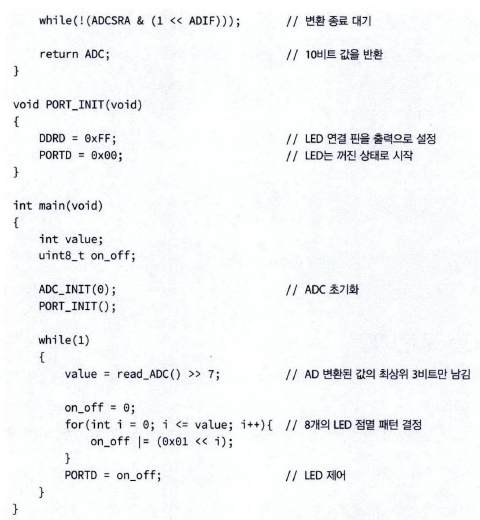 while(!(ADCSRA & (1 << ADIF)));        // 변환 종료 대기

    return ADC;                            // 10비트 값을 반환
}

void PORT_INIT(void)
{
    DDRD = 0xFF;                           // LED 연결 핀을 출력으로 설정
    PORTD = 0x00;                          // LED는 꺼진 상태로 시작
}

int main(void)
{
    int value;
    uint8_t on_off;

    ADC_INIT(0);                           // ADC 초기화
    PORT_INIT();

    while(1)
    {
        value = read_ADC() >> 7;           // AD 변환된 값의 최상위 3비트만 남김

        on_off = 0;
        for(int i = 0; i <= value; i++){   // 8개의 LED 점멸 패턴 결정
            on_off |= (0x01 << i);
        }
        PORTD = on_off;                    // LED 제어
    }
}